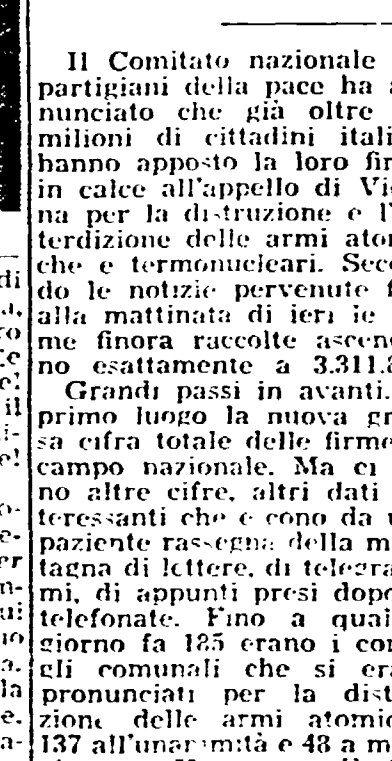 Il Comitato nazionale
partigiani della pace ha a
nunciato che già oltre
milioni di cittadini itali
hanno apposto la loro fir
in calce all'appello di Vie
na per la distruzione e l'
terdizione delle armi ato
che e termonucleari. Seco
do le notizie pervenute f
alla mattinata di ieri le
me finora raccolte ascen
no esattamente a 3.311.
Grandi passi in avanti.
primo luogo la nuova gr
sa cifra totale delle firme
campo nazionale. Ma ci
no altre cifre, altri dati
teressanti che e cono da u
paziente rassegna della m
tagna di lettere, di telegra
mi, di appunti presi dopo
telefonate. Fino a qual
giorno fa 185 erano i con
gli comunali che si era
pronunciati per la dist
zione delle armi atomic
137 all'unanimità e 48 a m